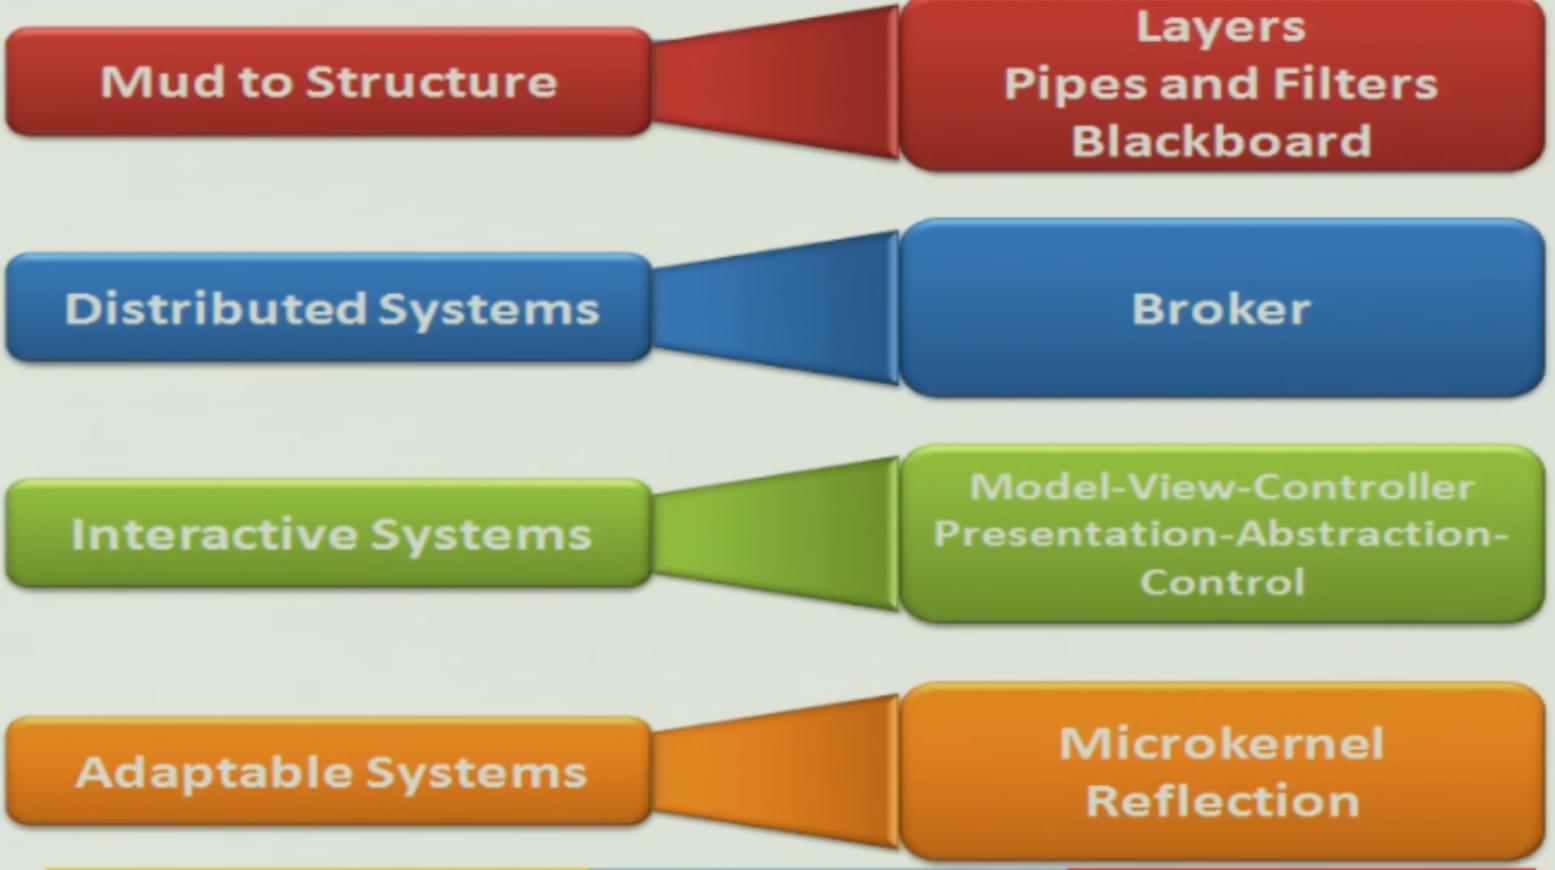 Mud to Structure
Layers
Pipes and Filters
Blackboard
Distributed Systems
Broker
Interactive Systems
Model-View-Controller
Presentation-Abstraction-
Control
Adaptable Systems
Microkernel
Reflection